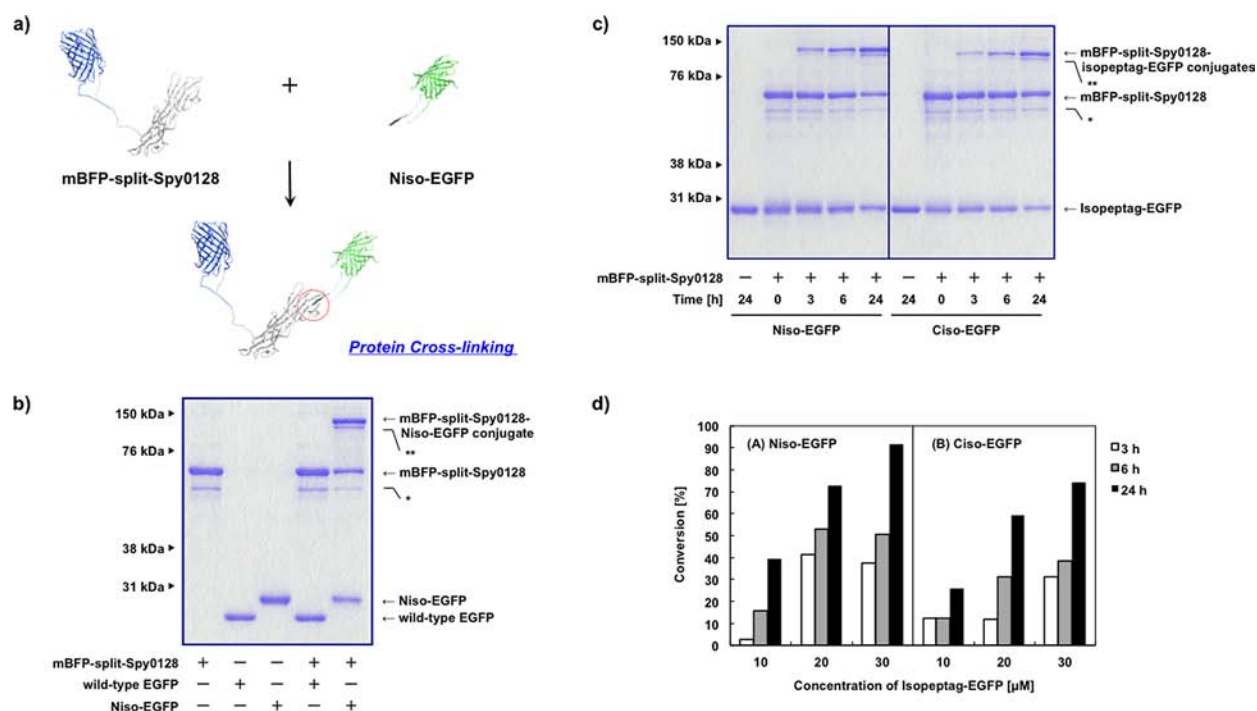 a)
+
mBFP-split-Spy0128
Niso-EGFP
Protein Cross-linking
b)
150 kDa
76 kDa
38 kDa
31 kDa
← mBFP-split-Spy0128-
Niso-EGFP conjugate
**
← mBFP-split-Spy0128
*
← Niso-EGFP
← wild-type EGFP
mBFP-split-Spy0128 + − − + +
wild-type EGFP − + − + −
Niso-EGFP − − + − +
c)
150 kDa
76 kDa
38 kDa
31 kDa
← mBFP-split-Spy0128-
isopeptag-EGFP conjugates
**
← mBFP-split-Spy0128
*
← Isopeptag-EGFP
mBFP-split-Spy0128 − + + + + − + + + +
Time [h] 24 0 3 6 24 24 0 3 6 24
Niso-EGFP Ciso-EGFP
d)
(A) Niso-EGFP
(B) Ciso-EGFP
3 h
6 h
24 h
Conversion [%]
100
90
80
70
60
50
40
30
20
10
0
10 20 30 10 20 30
Concentration of Isopeptag-EGFP [µM]